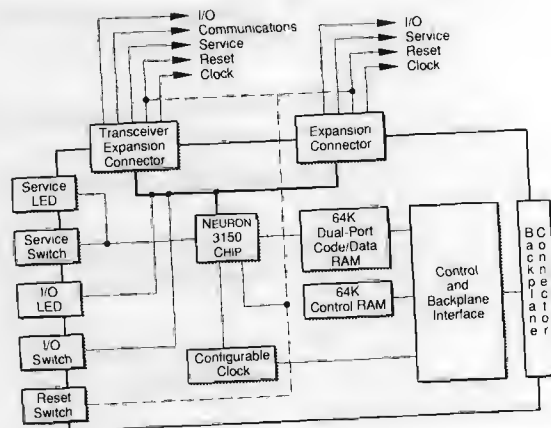 I/O
Communications
Service
Reset
Clock
I/O
Service
Reset
Clock
Transceiver
Expansion
Connector
Expansion
Connector
Service
LED
Service
Switch
I/O
LED
I/O
Switch
Reset
Switch
NEURON
3150
CHIP
Configurable
Clock
64K
Dual-Port
Code/Data
RAM
64K
Control RAM
Control
and
Backplane
Interface
Backplane
Connector